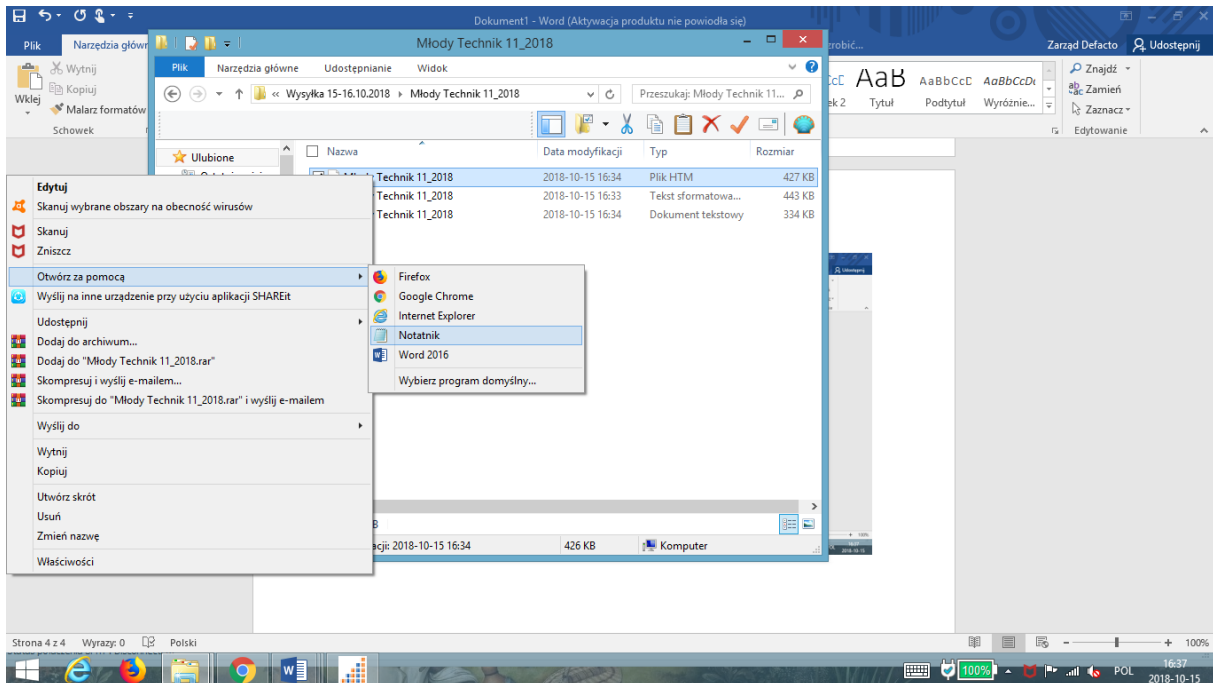 Dokument1 - Word (Aktywacja produktu nie powiodła się)
Plik Narzędzia głów
Zarząd Defacto Udostępnij
Wklej
Wytnij
Kopiuj
Malarz formatów
Schowek
Tytuł
AaBbCcD Podtytuł
AaBbCcDc Wyróżnie...
Znajdź
Zamień
Zaznacz
Edytowanie
Młody Technik 11_2018
Plik Narzędzia główne Udostępnianie Widok
« Wysyłka 15-16.10.2018 Młody Technik 11_2018
Przeszukaj: Młody Technik 11...
Ulubione
Nazwa Data modyfikacji Typ Rozmiar
Technik 11_2018 2018-10-15 16:34 Plik HTM 427 KB
Technik 11_2018 2018-10-15 16:33 Tekst sformatowa... 443 KB
Technik 11_2018 2018-10-15 16:34 Dokument tekstowy 334 KB
Edytuj
Skanuj wybrane obszary na obecność wirusów
Skanuj
Zniszcz
Otwórz za pomocą
Wyślij na inne urządzenie przy użyciu aplikacji SHAREit
Udostępnij
Dodaj do archiwum...
Dodaj do "Młody Technik 11_2018.rar"
Skompresuj i wyślij e-mailem...
Skompresuj do "Młody Technik 11_2018.rar" i wyślij e-mailem
Wyślij do
Wytnij
Kopiuj
Utwórz skrót
Usuń
Zmień nazwę
Właściwości
Firefox
Google Chrome
Internet Explorer
Notatnik
Word 2016
Wybierz program domyślny...
2018-10-15 16:34 426 KB Komputer
Strona 4 z 4 Wyrazy: 0 Polski
100%
100% POL 16:37
2018-10-15